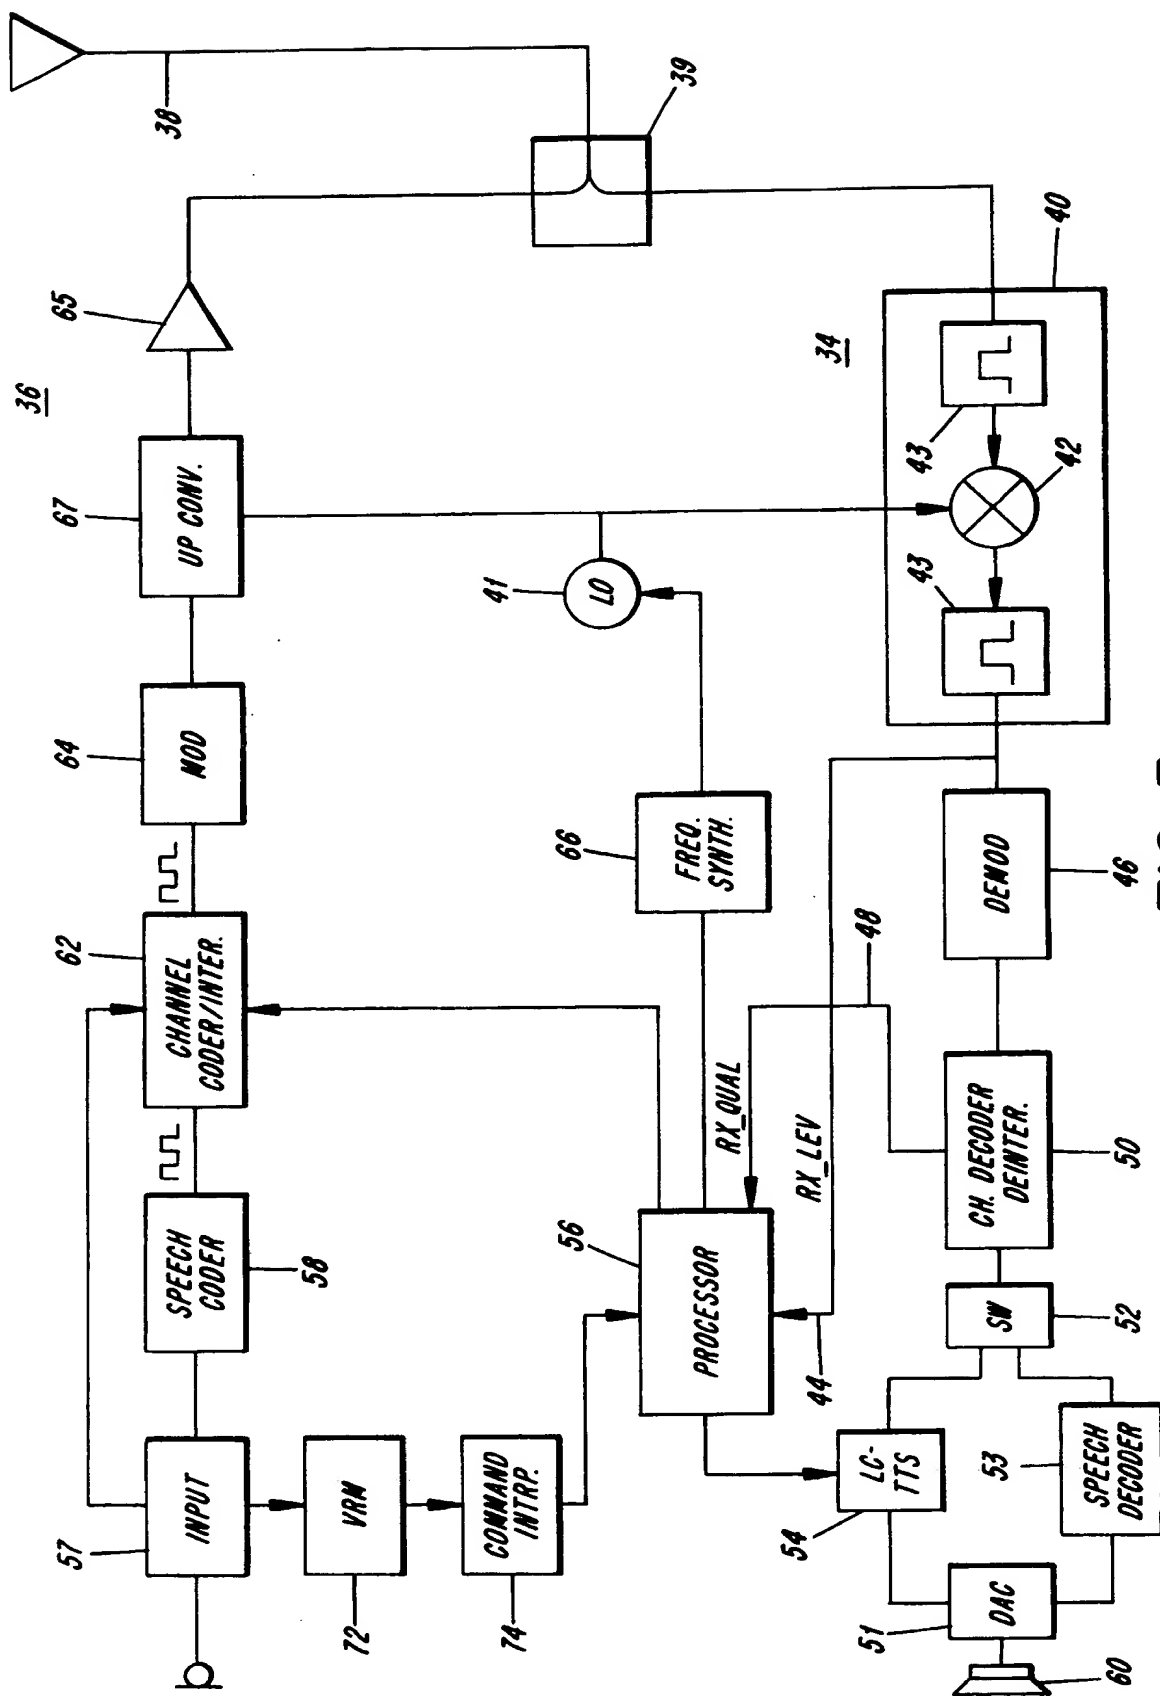 36
38
65
39
67
UP CONV.
64
MOD
62
CHANNEL
CODER/INTER.
SPEECH
CODER
58
57
INPUT
VRM
72
COMMAND
INTRP.
74
41
LO
66
FREQ.
SYNTH.
56
PROCESSOR
RX_QUAL
RX_LEV
44
48
34
40
43
42
43
DEMOD
46
CH. DECODER
DEINTER.
50
SW
52
LC-
TTS
54
53
SPEECH
DECODER
51
DAC
60